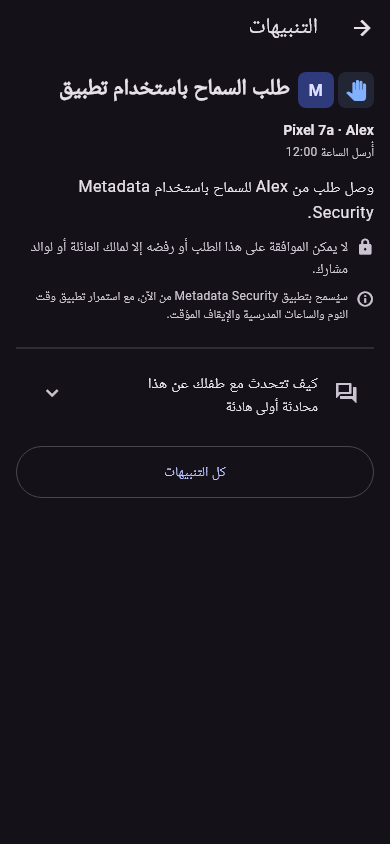 التنبيهات
طلب السماح باستخدام تطبيق
M
Pixel 7a · Alex
أُرسل الساعة 12:00
وصل طلب من Alex للسماح باستخدام Metadata
Security.
لا يمكن الموافقة على هذا الطلب أو رفضه إلا لمالك العائلة أو لوالد
مشارك.
سيُسمح بتطبيق Metadata Security من الآن، مع استمرار تطبيق وقت
النوم والساعات المدرسية والإيقاف المؤقت.
كيف تتحدث مع طفلك عن هذا
محادثة أولى هادئة
كل التنبيهات